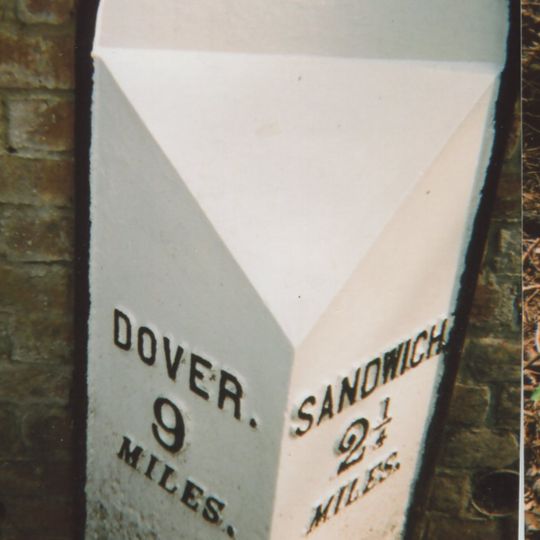 DOVER.
9
MILES.
SANDWICH.
2¼
MILES.